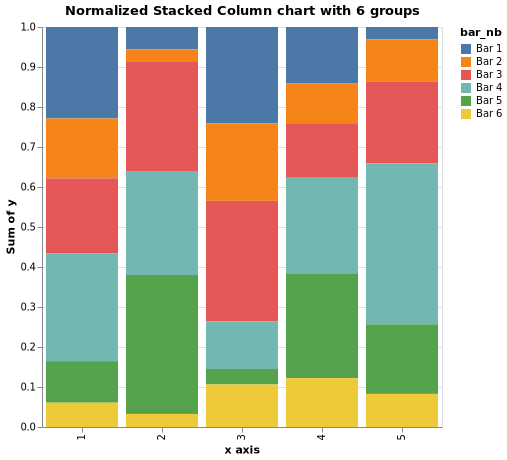 Normalized Stacked Column chart with 6 groups
bar_nb
Bar 1
Bar 2
Bar 3
Bar 4
Bar 5
Bar 6
1.0
0.9
0.8
0.7
0.6
0.5
0.4
0.3
0.2
0.1
0.0
Sum of y
1
2
3
4
5
x axis